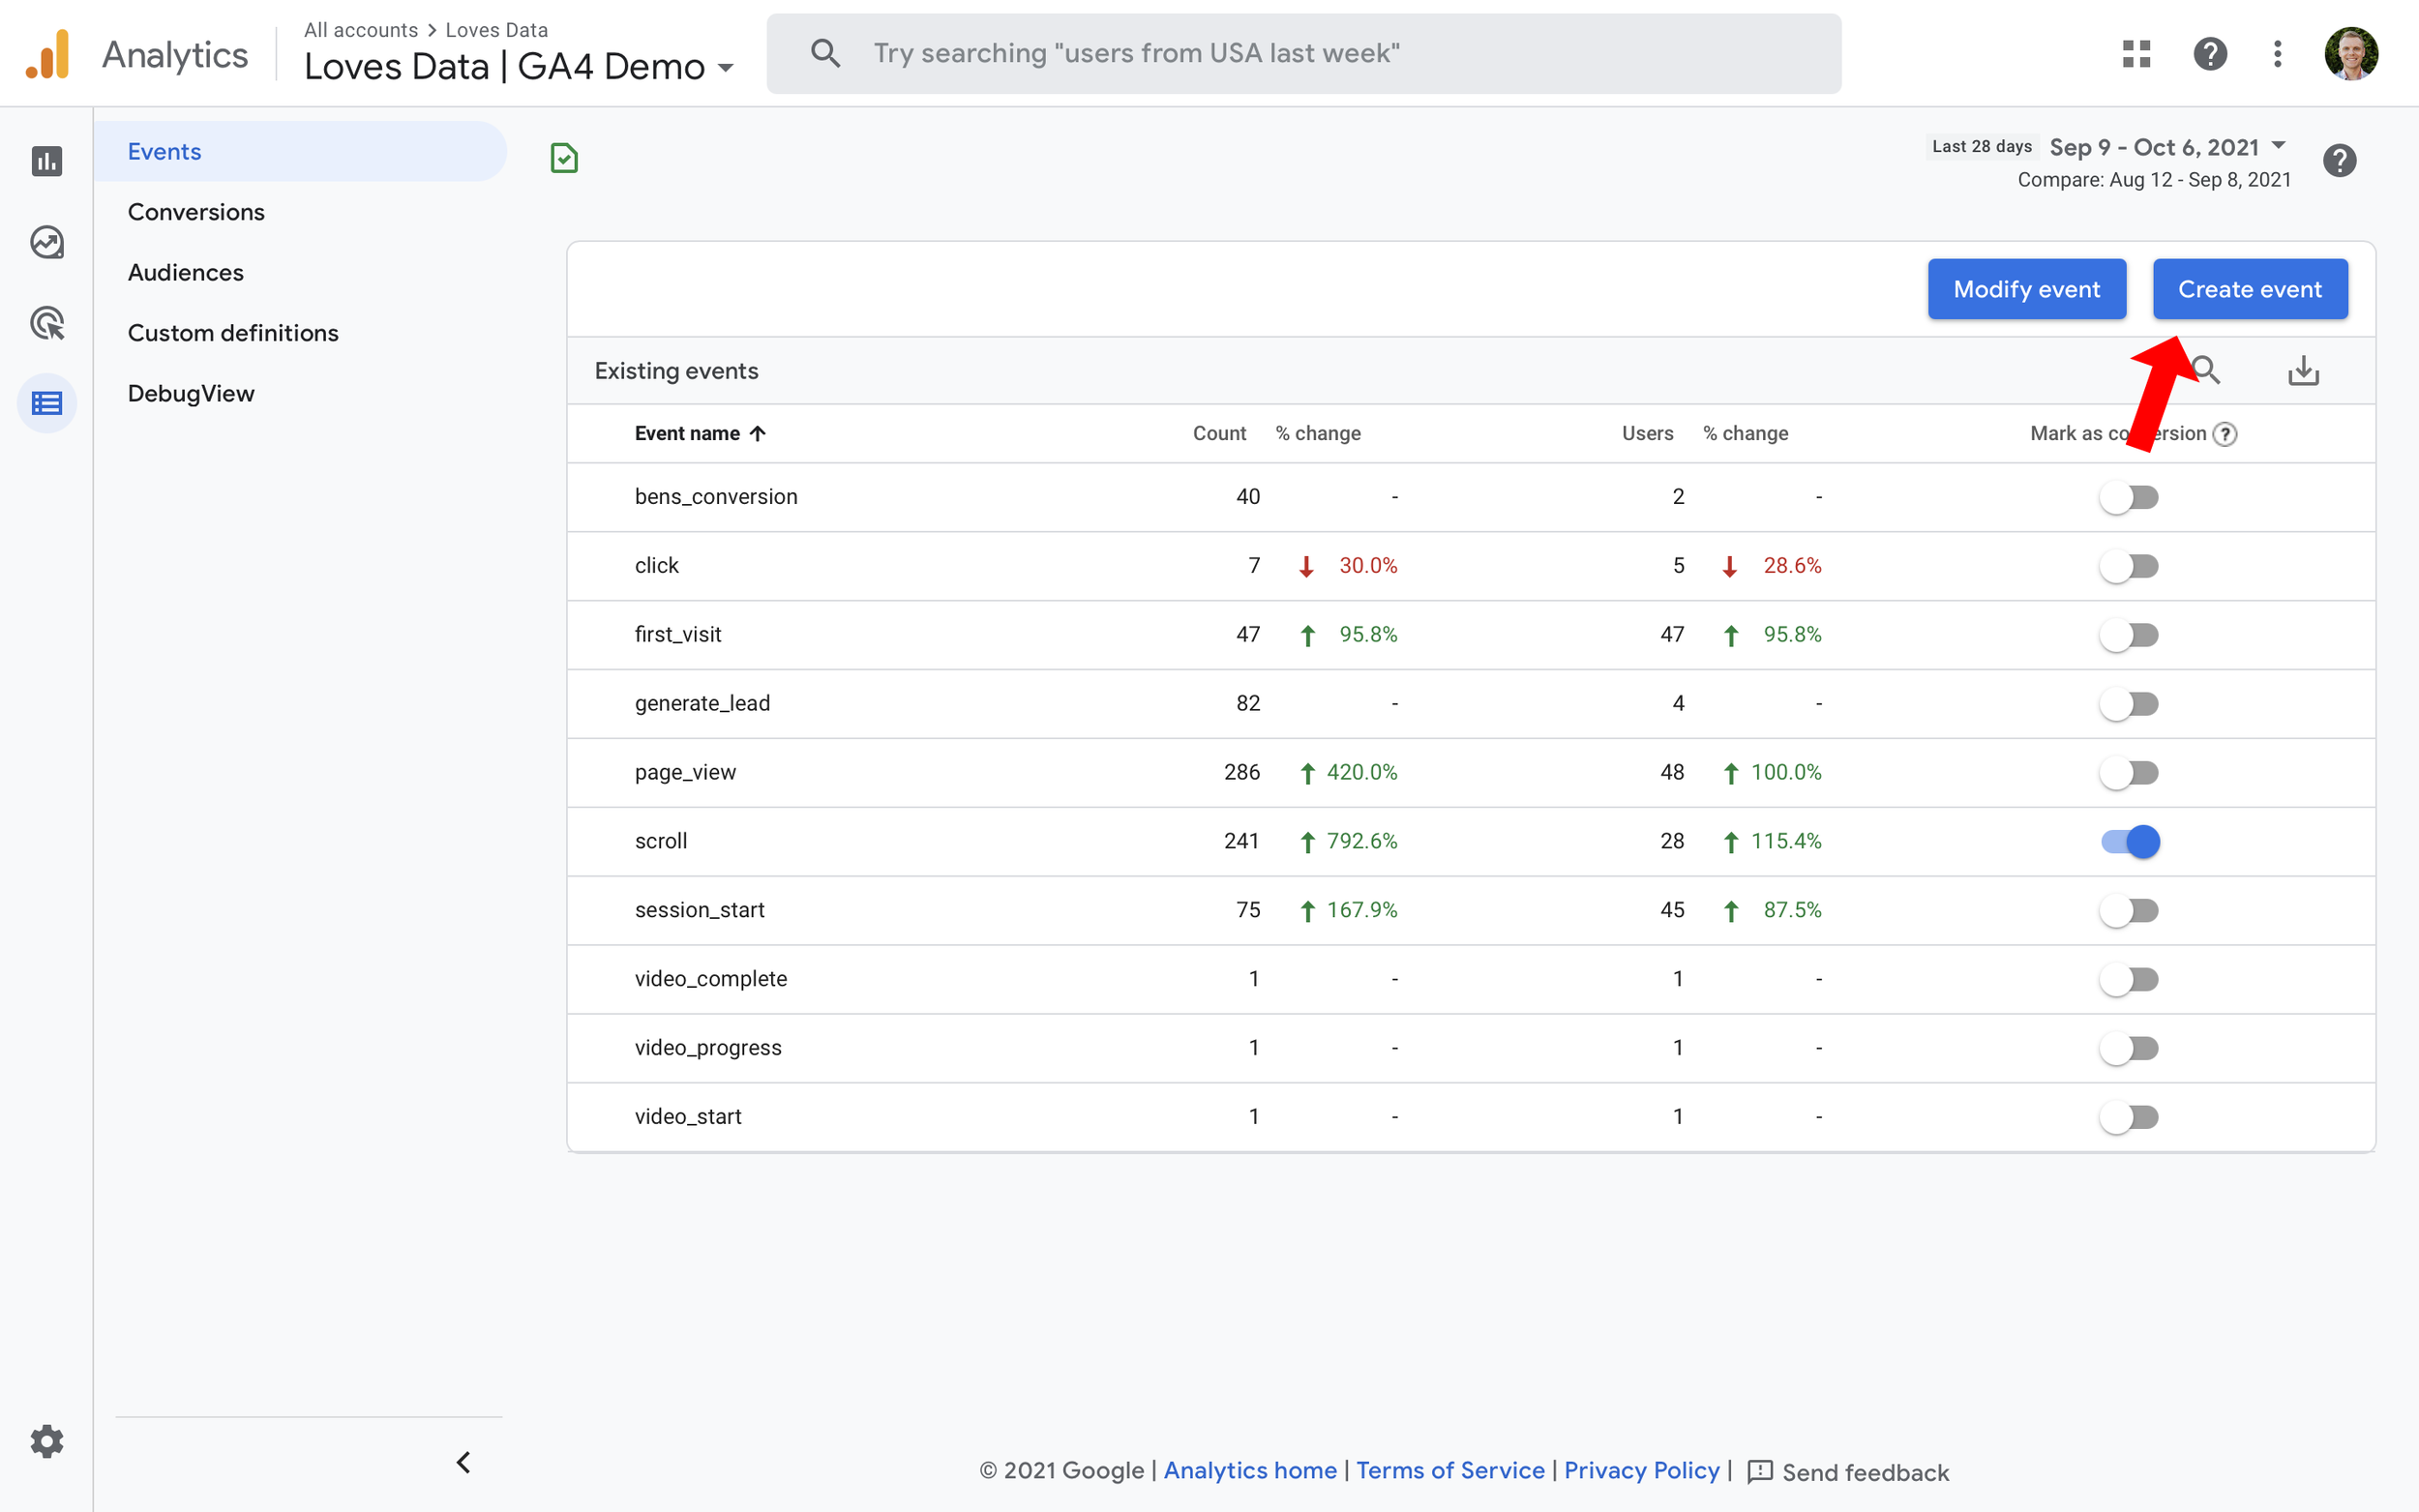 Analytics
All accounts > Loves Data
Loves Data | GA4 Demo
Try searching "users from USA last week"
Events
Conversions
Audiences
Custom definitions
DebugView
Last 28 days Sep 9 - Oct 6, 2021
Compare: Aug 12 - Sep 8, 2021
Modify event Create event
Existing events
Event name Count % change Users % change Mark as
bens_conversion 40 - 2 -
click 7 30.0% 5 28.6%
first_visit 47 95.8% 47 95.8%
generate_lead 82 - 4 -
page_view 286 420.0% 48 100.0%
scroll 241 792.6% 28 115.4%
session_start 75 167.9% 45 87.5%
video_complete 1 - 1 -
video_progress 1 - 1 -
video_start 1 - 1 -
© 2021 Google | Analytics home | Terms of Service | Privacy Policy | Send feedback